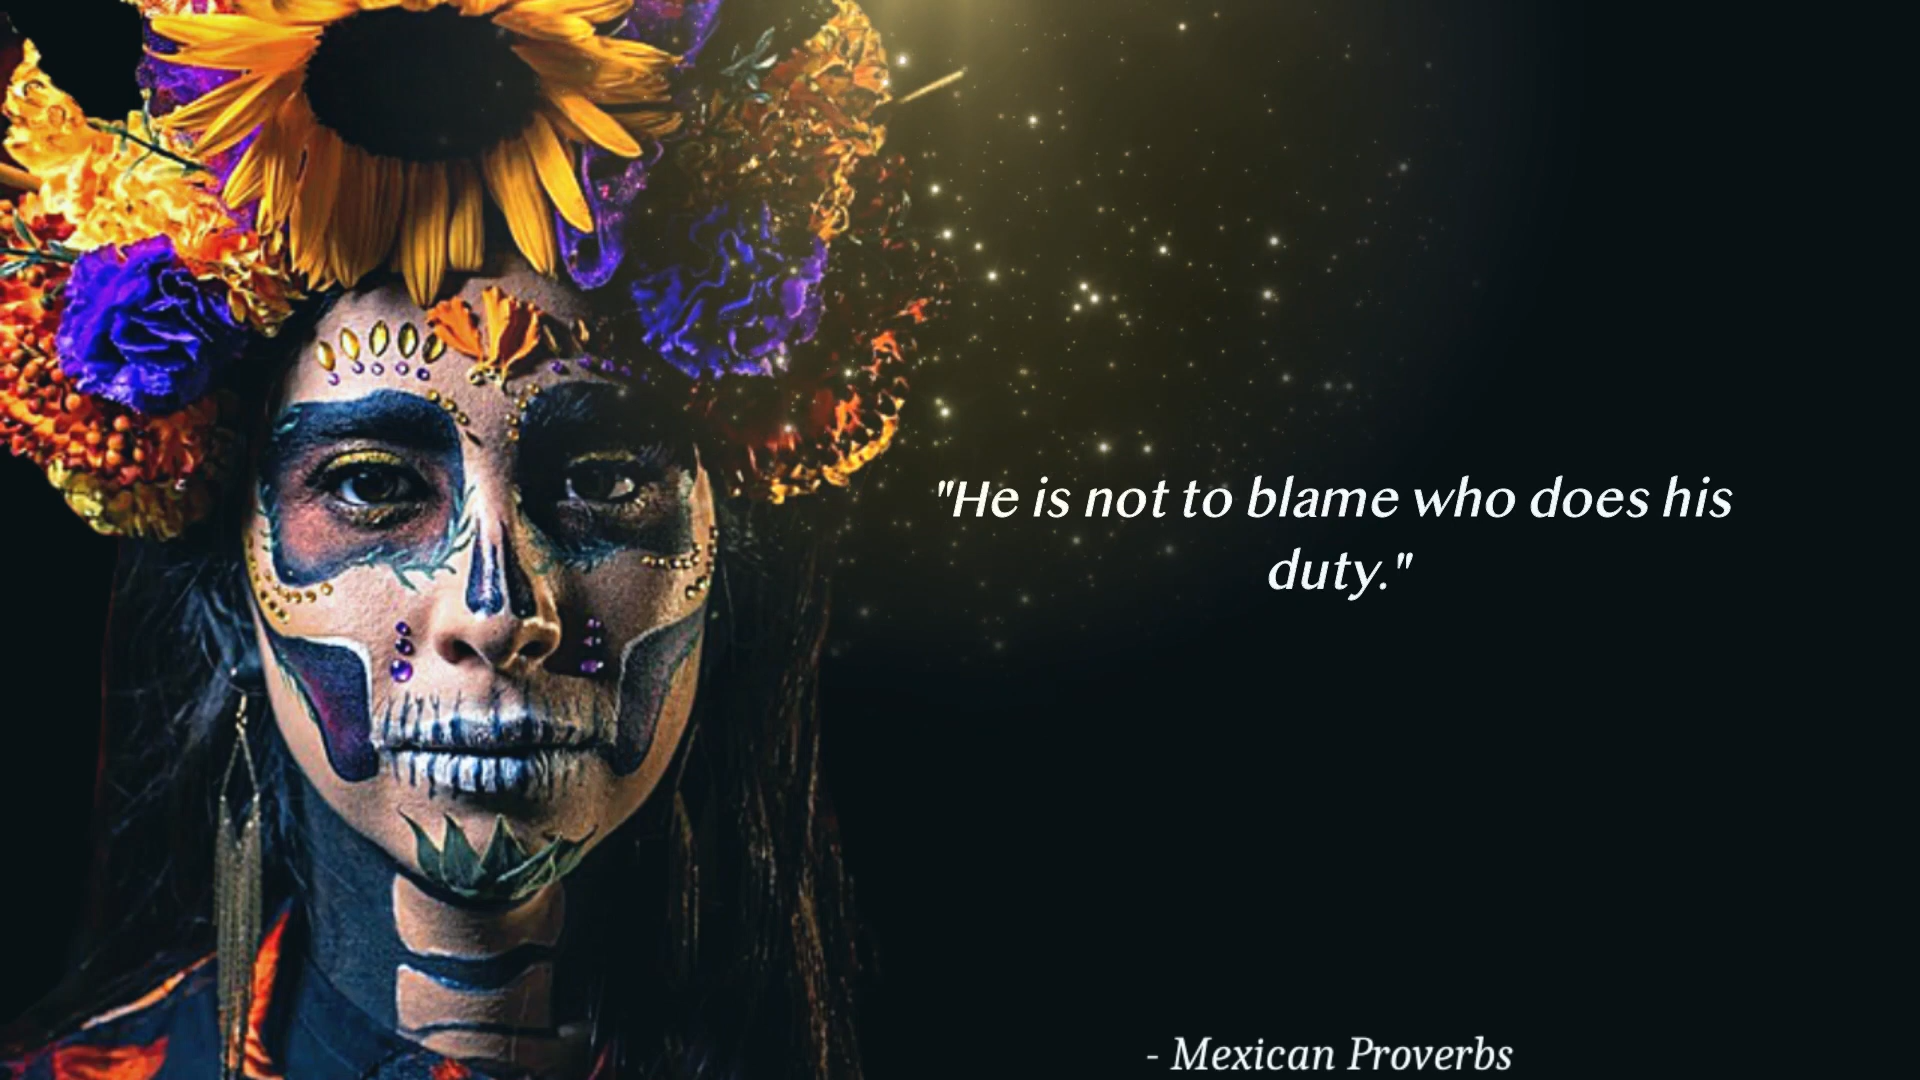 "He is not to blame who does his
duty."
- Mexican Proverbs